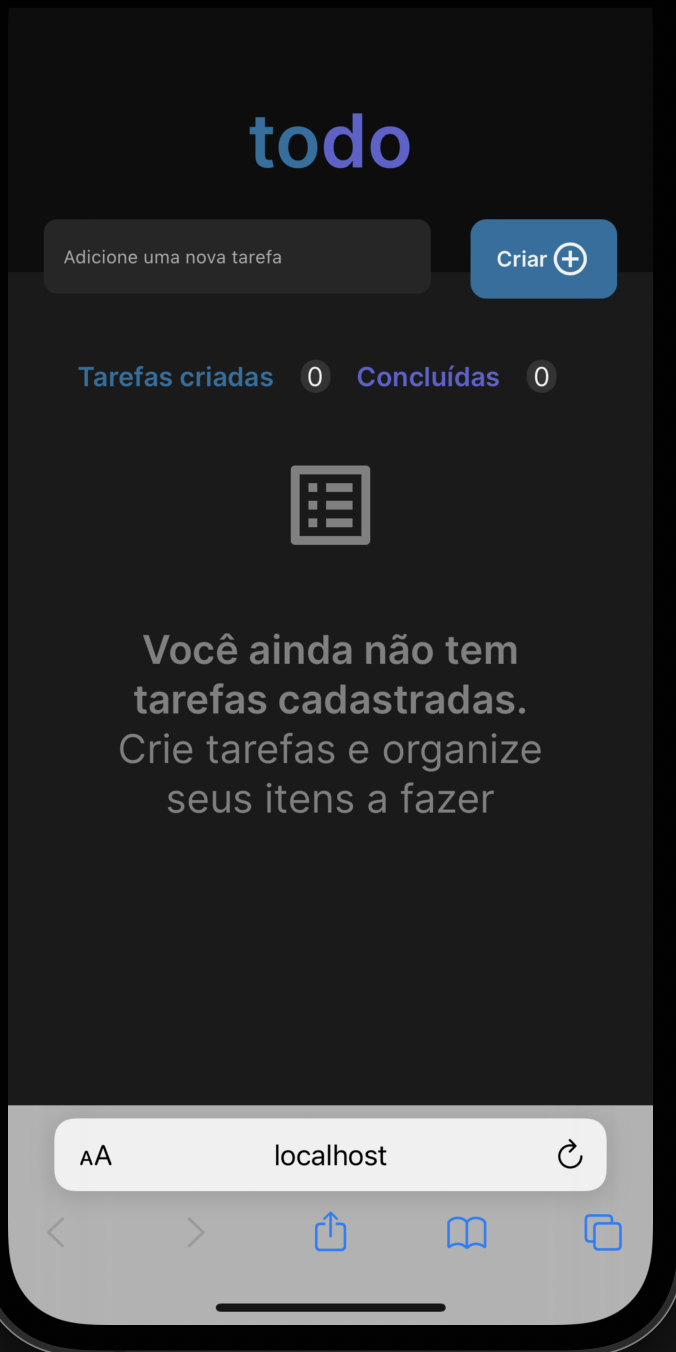 todo
Adicione uma nova tarefa
Criar
Tarefas criadas 0 Concluídas 0
Você ainda não tem
tarefas cadastradas.
Crie tarefas e organize
seus itens a fazer
AA localhost